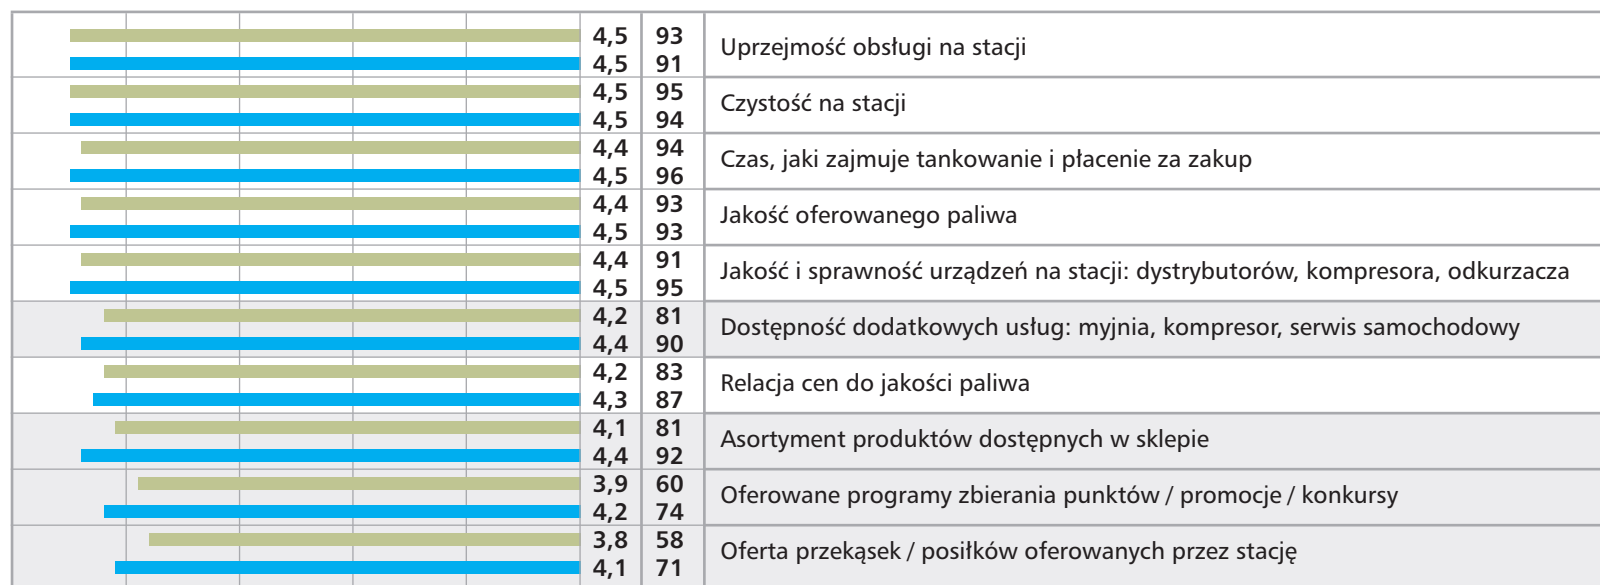 4,5 93
4,5 91
Uprzejmość obsługi na stacji
4,5 95
4,5 94
Czystość na stacji
4,4 94
4,5 96
Czas, jaki zajmuje tankowanie i płacenie za zakup
4,4 93
4,5 93
Jakość oferowanego paliwa
4,4 91
4,5 95
Jakość i sprawność urządzeń na stacji: dystrybutorów, kompresora, odkurzacza
4,2 81
4,4 90
Dostępność dodatkowych usług: myjnia, kompresor, serwis samochodowy
4,2 83
4,3 87
Relacja cen do jakości paliwa
4,1 81
4,4 92
Asortyment produktów dostępnych w sklepie
3,9 60
4,2 74
Oferowane programy zbierania punktów / promocje / konkursy
3,8 58
4,1 71
Oferta przekąsek / posiłków oferowanych przez stację